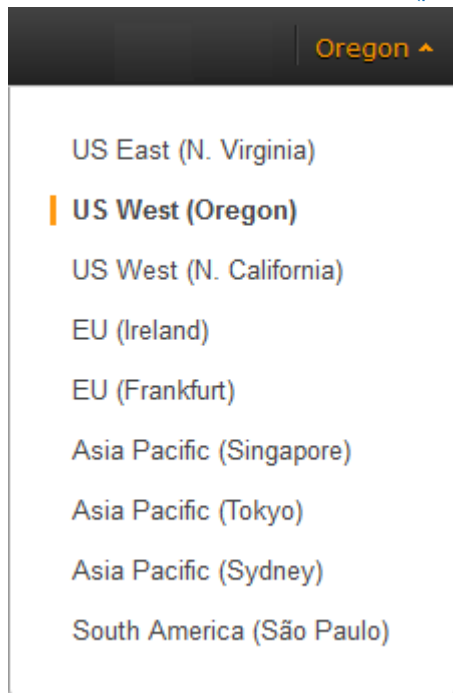 Oregon
US East (N. Virginia)
US West (Oregon)
US West (N. California)
EU (Ireland)
EU (Frankfurt)
Asia Pacific (Singapore)
Asia Pacific (Tokyo)
Asia Pacific (Sydney)
South America (São Paulo)